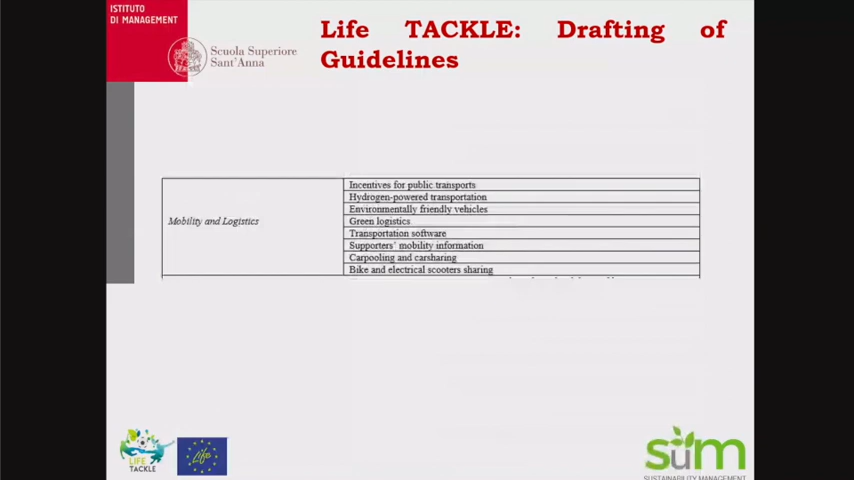 ISTITUTO
DI MANAGEMENT
Scuola Superiore
Sant'Anna
Life TACKLE: Drafting of
Guidelines
Mobility and Logistics
Incentives for public transports
Hydrogen-powered transportation
Environmentally friendly vehicles
Green logistics
Transportation software
Supporters' mobility information
Carpooling and carsharing
Bike and electrical scooters sharing
LIFE
TACKLE
Life
sum
SUSTAINABILITY MANAGEMENT